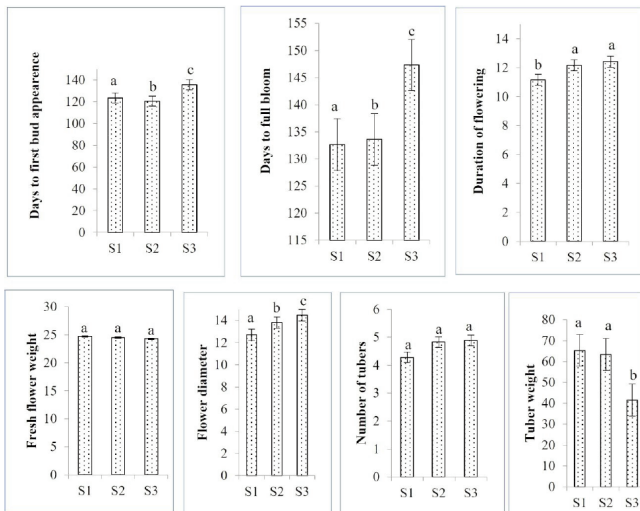 Days to first bud appearence
140
120
100
80
60
40
20
0
a
b
c
S1 S2 S3
Days to full bloom
155
150
145
140
135
130
125
120
115
a
b
c
S1 S2 S3
Duration of flowering
14
12
10
8
6
4
2
0
b
a
a
S1 S2 S3
Fresh flower weight
30
25
20
15
10
5
0
a
a
a
S1 S2 S3
Flower diameter
14
12
10
8
6
4
2
0
a
b
c
S1 S2 S3
Number of tubers
6
5
4
3
2
1
0
a
a
a
S1 S2 S3
Tuber weight
80
70
60
50
40
30
20
10
0
a
a
b
S1 S2 S3